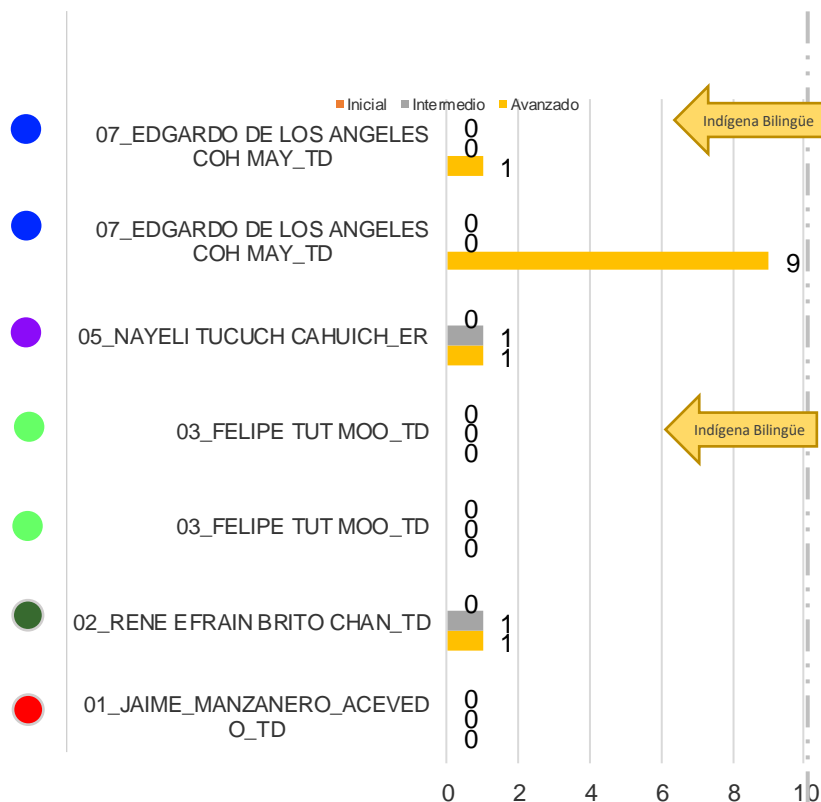 Inicial Intermedio Avanzado
Indígena Bilingüe
07_EDGARDO DE LOS ANGELES
COH MAY_TD
0
0
1
07_EDGARDO DE LOS ANGELES
COH MAY_TD
0
0
9
05_NAYELI TUCUCH CAHUICH_ER
0
1
1
03_FELIPE TUT MOO_TD
0
0
0
Indígena Bilingüe
03_FELIPE TUT MOO_TD
0
0
0
02_RENE EFRAIN BRITO CHAN_TD
0
1
1
01_JAIME_MANZANERO_ACEVED
O_TD
0
0
0
0 2 4 6 8 10